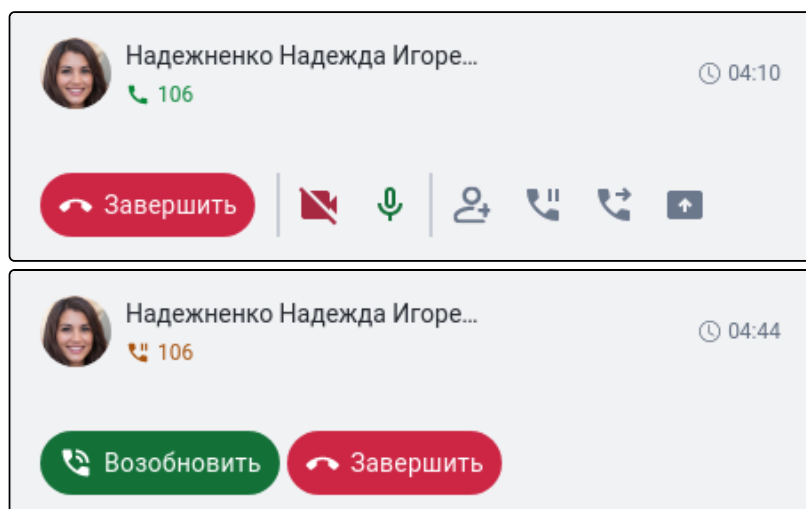 Надежненко Надежда Игоре...
04:10
106
Завершить
Надежненко Надежда Игоре...
04:44
106
Возобновить Завершить